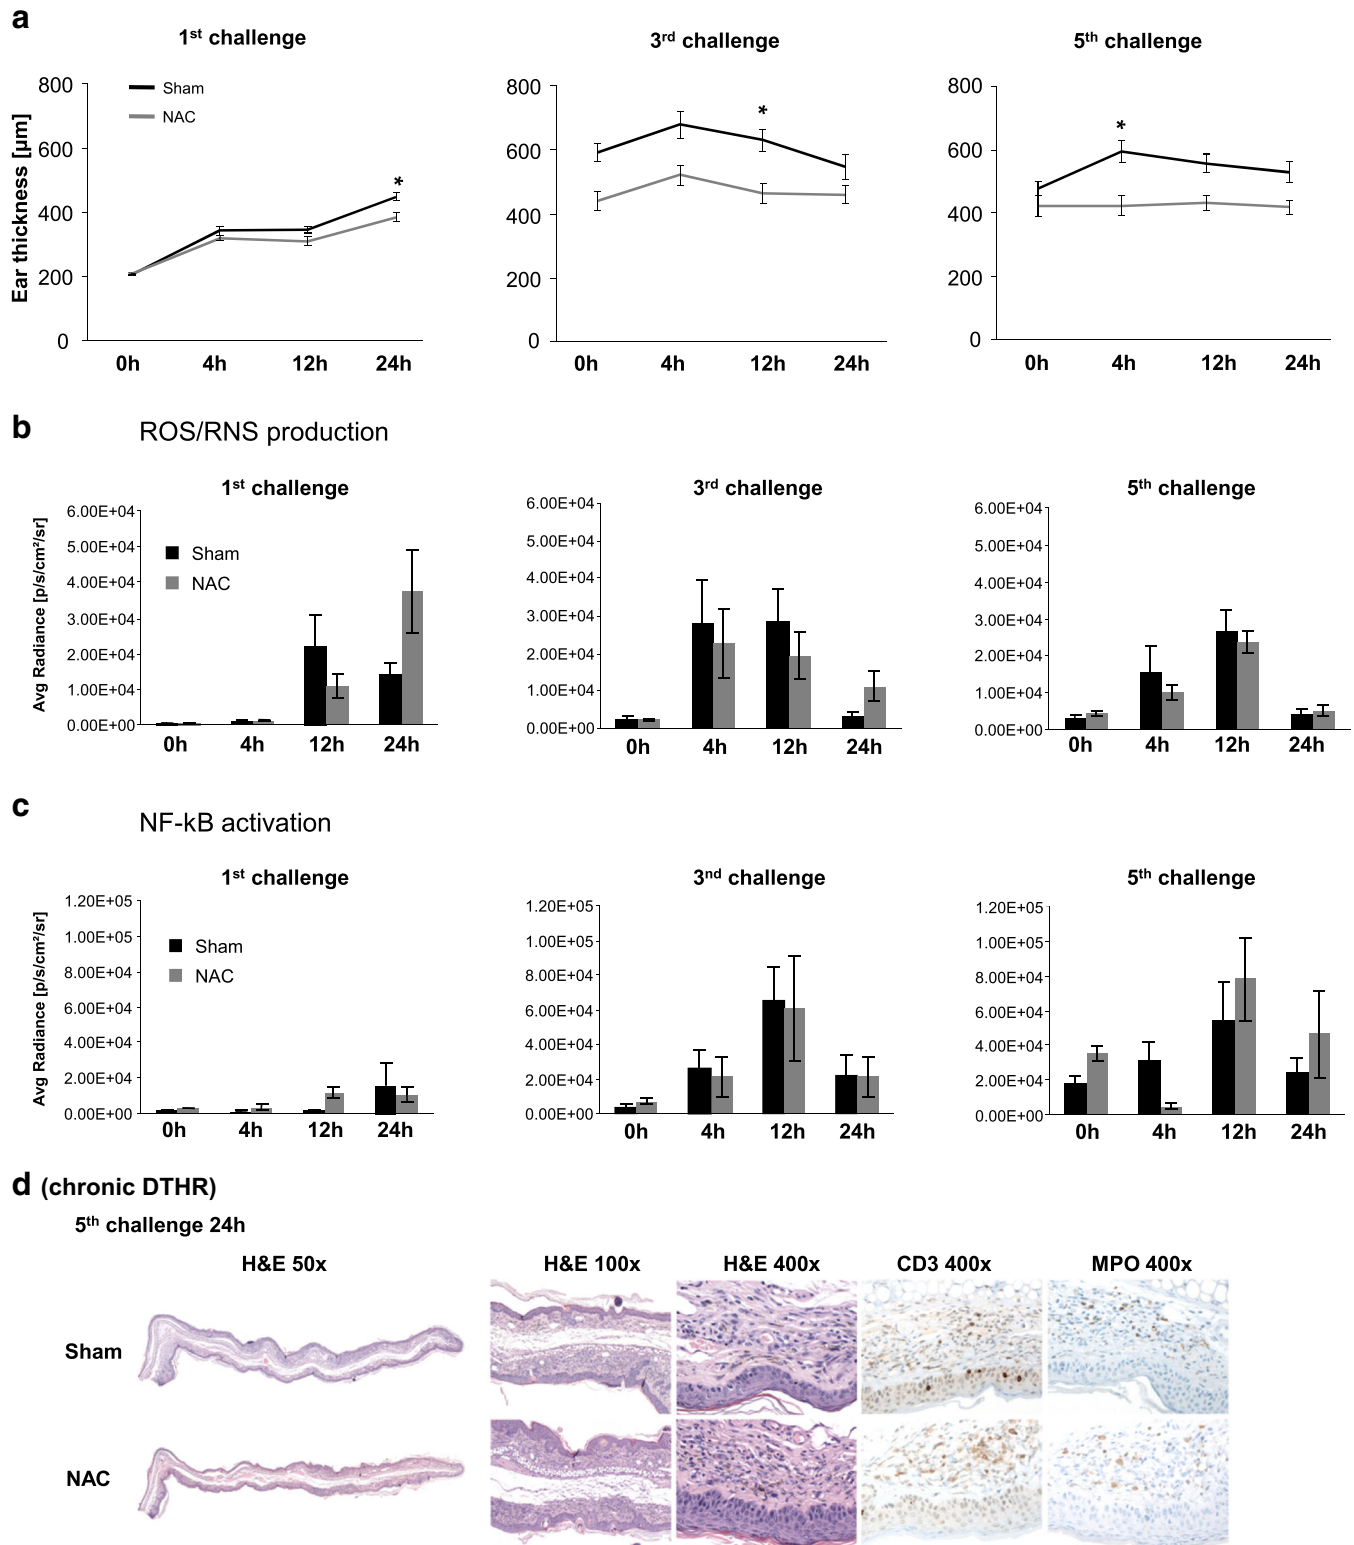 a
1st challenge
3rd challenge
5th challenge
Ear thickness [µm]
800
600
400
200
0
Sham
NAC
0h 4h 12h 24h
*
800
600
400
200
0
0h 4h 12h 24h
*
800
600
400
200
0
0h 4h 12h 24h
*
b
ROS/RNS production
1st challenge
3rd challenge
5th challenge
Avg Radiance [p/s/cm²/sr]
6.00E+04
5.00E+04
4.00E+04
3.00E+04
2.00E+04
1.00E+04
0.00E+00
Sham
NAC
0h 4h 12h 24h
6.00E+04
5.00E+04
4.00E+04
3.00E+04
2.00E+04
1.00E+04
0.00E+00
0h 4h 12h 24h
6.00E+04
5.00E+04
4.00E+04
3.00E+04
2.00E+04
1.00E+04
0.00E+00
0h 4h 12h 24h
c
NF-kB activation
1st challenge
3nd challenge
5th challenge
Avg Radiance [p/s/cm²/sr]
1.20E+05
1.00E+05
8.00E+04
6.00E+04
4.00E+04
2.00E+04
0.00E+00
Sham
NAC
0h 4h 12h 24h
1.20E+05
1.00E+05
8.00E+04
6.00E+04
4.00E+04
2.00E+04
0.00E+00
0h 4h 12h 24h
1.20E+05
1.00E+05
8.00E+04
6.00E+04
4.00E+04
2.00E+04
0.00E+00
0h 4h 12h 24h
d (chronic DTHR)
5th challenge 24h
H&E 50x H&E 100x H&E 400x CD3 400x MPO 400x
Sham
NAC